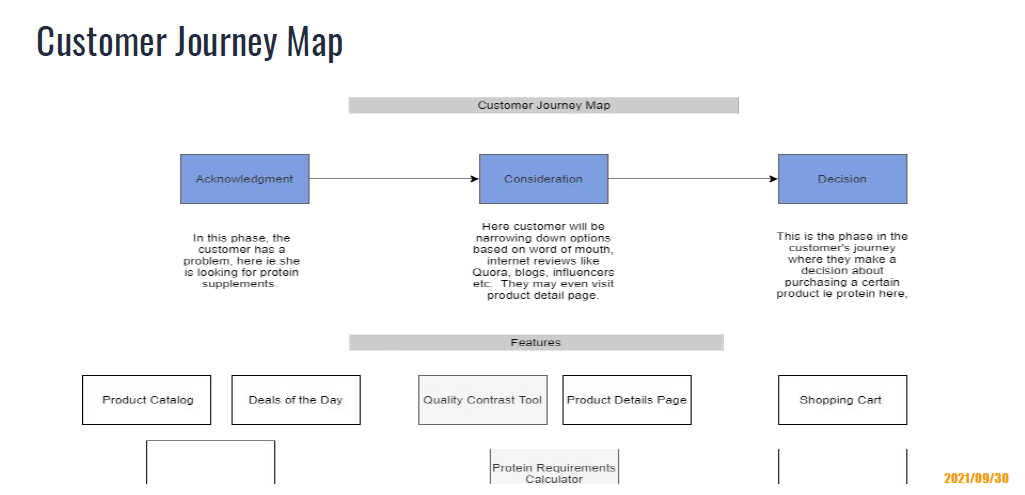 Customer Journey Map
Customer Journey Map
Acknowledgment
Consideration
Decision
In this phase, the
customer has a
problem, here ie.she
is looking for protein
supplements.
Here customer will be
narrowing down options
based on word of mouth,
internet reviews like
Quora, blogs, influencers
etc. They may even visit
product detail page.
This is the phase in the
customer's journey
where they make a
decision about
purchasing a certain
product ie protein here,
Features
Product Catalog
Deals of the Day
Quality Contrast Tool
Product Details Page
Shopping Cart
Protein Requirements
Calculator
2021/09/30